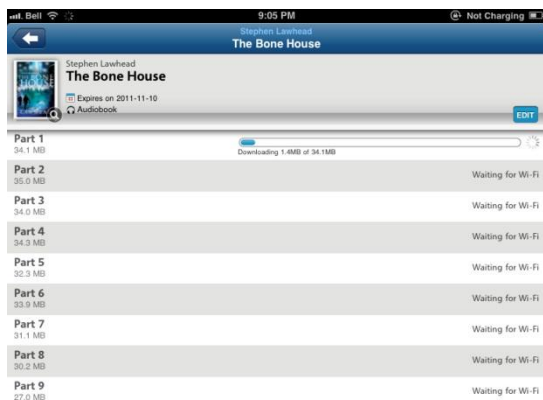 Bell 9:05 PM Not Charging
Stephen Lawhead
The Bone House
Stephen Lawhead
The Bone House
Expires on 2011-11-10
Audiobook
EDIT
Part 1
34.1 MB
Downloading 1.4MB of 34.1MB
Part 2
35.0 MB
Waiting for Wi-Fi
Part 3
34.0 MB
Waiting for Wi-Fi
Part 4
34.3 MB
Waiting for Wi-Fi
Part 5
32.3 MB
Waiting for Wi-Fi
Part 6
33.9 MB
Waiting for Wi-Fi
Part 7
31.1 MB
Waiting for Wi-Fi
Part 8
30.2 MB
Waiting for Wi-Fi
Part 9
27.0 MB
Waiting for Wi-Fi